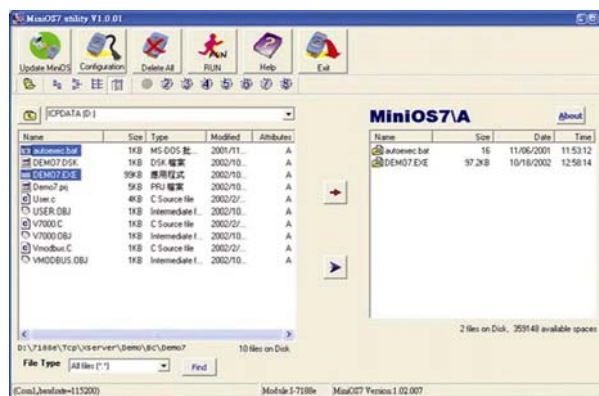 MiniOS7 utility V1.0.01
Update MiniOS Configuration Delete All RUN Help Exit
ICPDATA (D:)
MiniOS7\A About
Name Size Type Modified Attributes
autoexec.bat 1KB MS-DOS 批... 2001/11... A
DEMO7.DSK 1KB DSK 檔案 2002/10... A
DEMO7.EXE 99KB 應用程式 2002/10... A
Demo7.prj 5KB PRJ 檔案 2002/10... A
User.c 4KB C Source file 2002/2/... A
USER.OBJ 1KB Intermediate f... 2002/10... A
V7000.C 1KB C Source file 2002/2/... A
V7000.OBJ 1KB Intermediate f... 2002/10... A
Vmodbus.C 1KB C Source file 2002/2/... A
VMODBUS.OBJ 1KB Intermediate f... 2002/10... A
Name Size Date Time
autoexec.bat 16 11/06/2001 11:53:12
DEMO7.EXE 97.2KB 10/18/2002 12:58:14
2 files on Disk, 359148 available spaces
D:\7188e\Tcp\Xserver\Demo\BC\Demo7 10 files on Disk
File Type All files (*.*) Find
(Com1,baudrate=115200) Module:I-7188e MiniOS7 Version:1.02.007